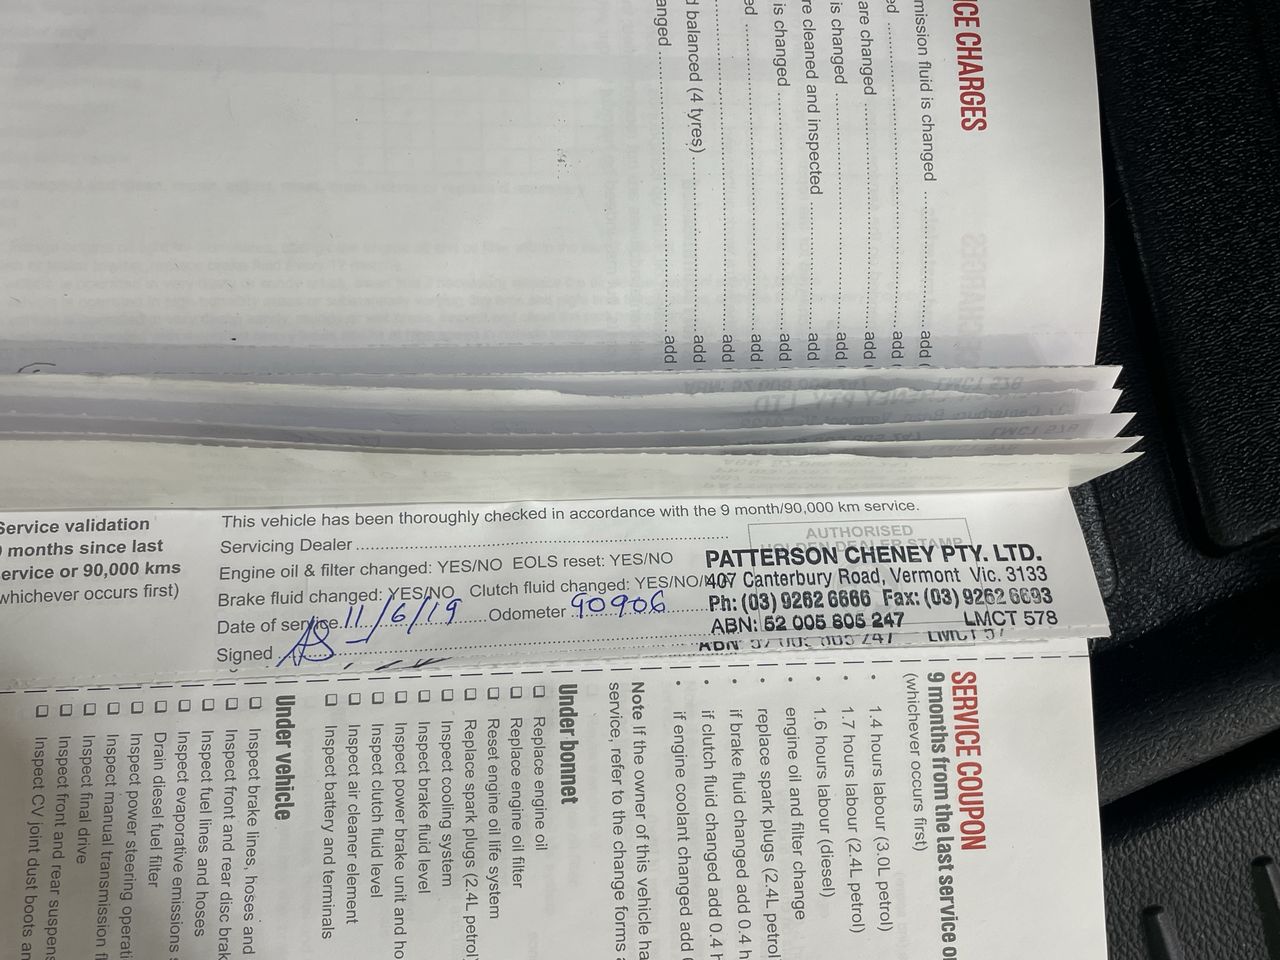 ICE CHARGES
mission fluid is changed ........ add
ed ........ add
are changed ........ add
is changed ........ add
re cleaned and inspected ........ add
is changed ........ add
ed ........ add
........ add
d balanced (4 tyres) ........ add
anged ........ add
Service validation
months since last
ervice or 90,000 kms
whichever occurs first)
This vehicle has been thoroughly checked in accordance with the 9 month/90,000 km service.
Servicing Dealer
Engine oil & filter changed: YES/NO EOLS reset: YES/NO
Brake fluid changed: YES/NO Clutch fluid changed: YES/NO/
Date of service 11/6/19 Odometer 90906
Signed
AUTHORISED
HOLDEN DEALER STAMP
PATTERSON CHENEY PTY. LTD.
407 Canterbury Road, Vermont Vic. 3133
Ph: (03) 9262 6666 Fax: (03) 9262 6693
ABN: 52 005 805 247 LMCT 578
SERVICE COUPON
9 months from the last service o
(whichever occurs first)
• 1.4 hours labour (3.0L petrol)
• 1.7 hours labour (2.4L petrol)
• 1.6 hours labour (diesel)
• engine oil and filter change
• replace spark plugs (2.4L petrol
• if brake fluid changed add 0.4 h
• if clutch fluid changed add 0.4 h
• if engine coolant changed add
Note If the owner of this vehicle ha
service, refer to the change forms
Under bonnet
❑ Replace engine oil
❑ Replace engine oil filter
❑ Reset engine oil life system
❑ Replace spark plugs (2.4L petrol
❑ Inspect cooling system
❑ Inspect brake fluid level
❑ Inspect power brake unit and ho
❑ Inspect clutch fluid level
❑ Inspect air cleaner element
❑ Inspect battery and terminals
Under vehicle
❑ Inspect brake lines, hoses and
❑ Inspect front and rear disc brak
❑ Inspect fuel lines and hoses
❑ Inspect evaporative emissions
❑ Drain diesel fuel filter
❑ Inspect power steering operati
❑ Inspect manual transmission f
❑ Inspect final drive
❑ Inspect front and rear suspens
❑ Inspect CV joint dust boots an